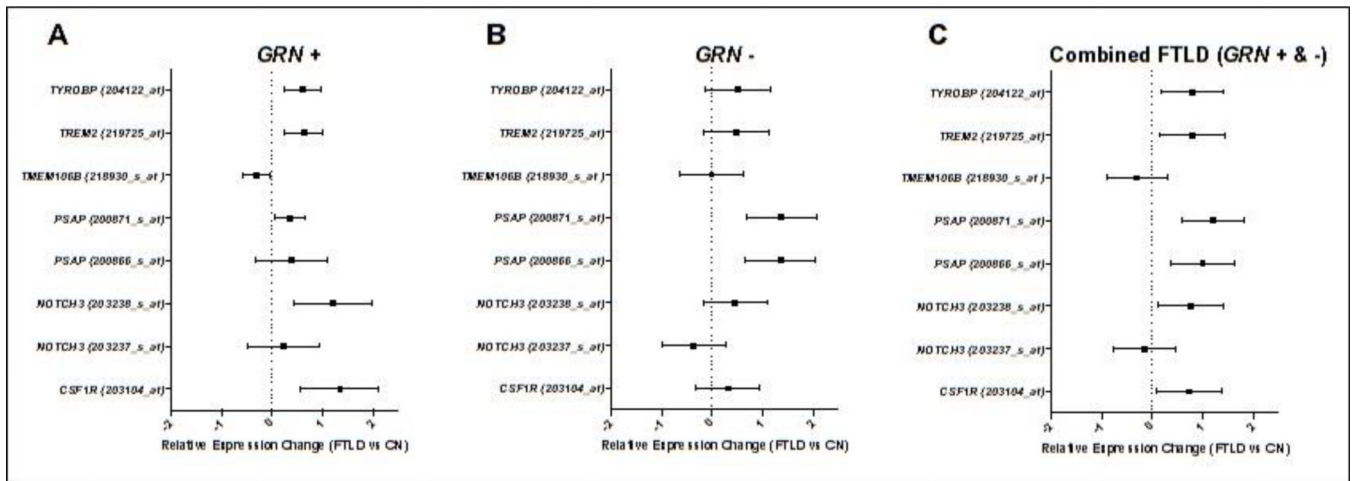 A
GRN +
TYROBP (204122_at)
TREM2 (219725_at)
TMEM106B (218930_s_at )
PSAP (200871_s_at)
PSAP (200866_s_at)
NOTCH3 (203238_s_at)
NOTCH3 (203237_s_at)
CSF1R (203104_at)
-2 -1 0 1 2
Relative Expression Change (FTLD vs CN)
B
GRN -
TYROBP (204122_at)
TREM2 (219725_at)
TMEM106B (218930_s_at )
PSAP (200871_s_at)
PSAP (200866_s_at)
NOTCH3 (203238_s_at)
NOTCH3 (203237_s_at)
CSF1R (203104_at)
-2 -1 0 1 2
Relative Expression Change (FTLD vs CN)
C
Combined FTLD (GRN + & -)
TYROBP (204122_at)
TREM2 (219725_at)
TMEM106B (218930_s_at )
PSAP (200871_s_at)
PSAP (200866_s_at)
NOTCH3 (203238_s_at)
NOTCH3 (203237_s_at)
CSF1R (203104_at)
-2 -1 0 1 2
Relative Expression Change (FTLD vs CN)